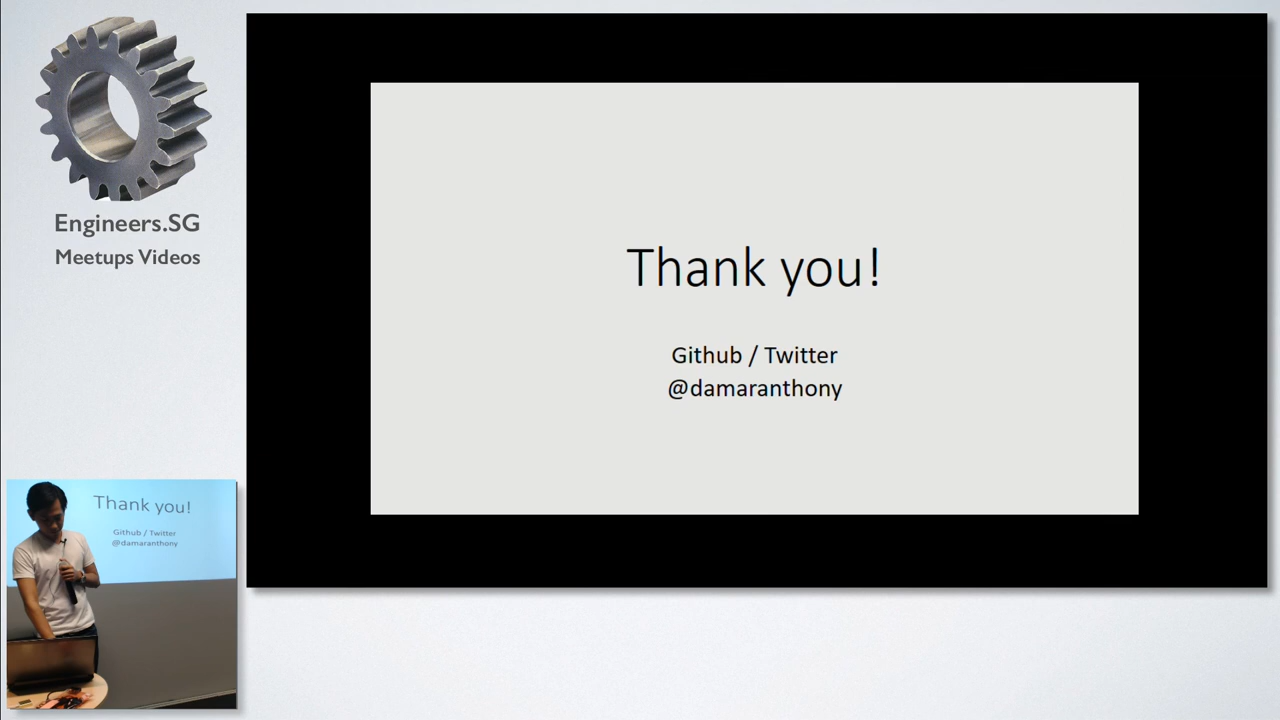 Engineers.SG
Meetups Videos
Thank you!
Github / Twitter
@damaranthony
Thank you!
Github / Twitter
@damaranthony